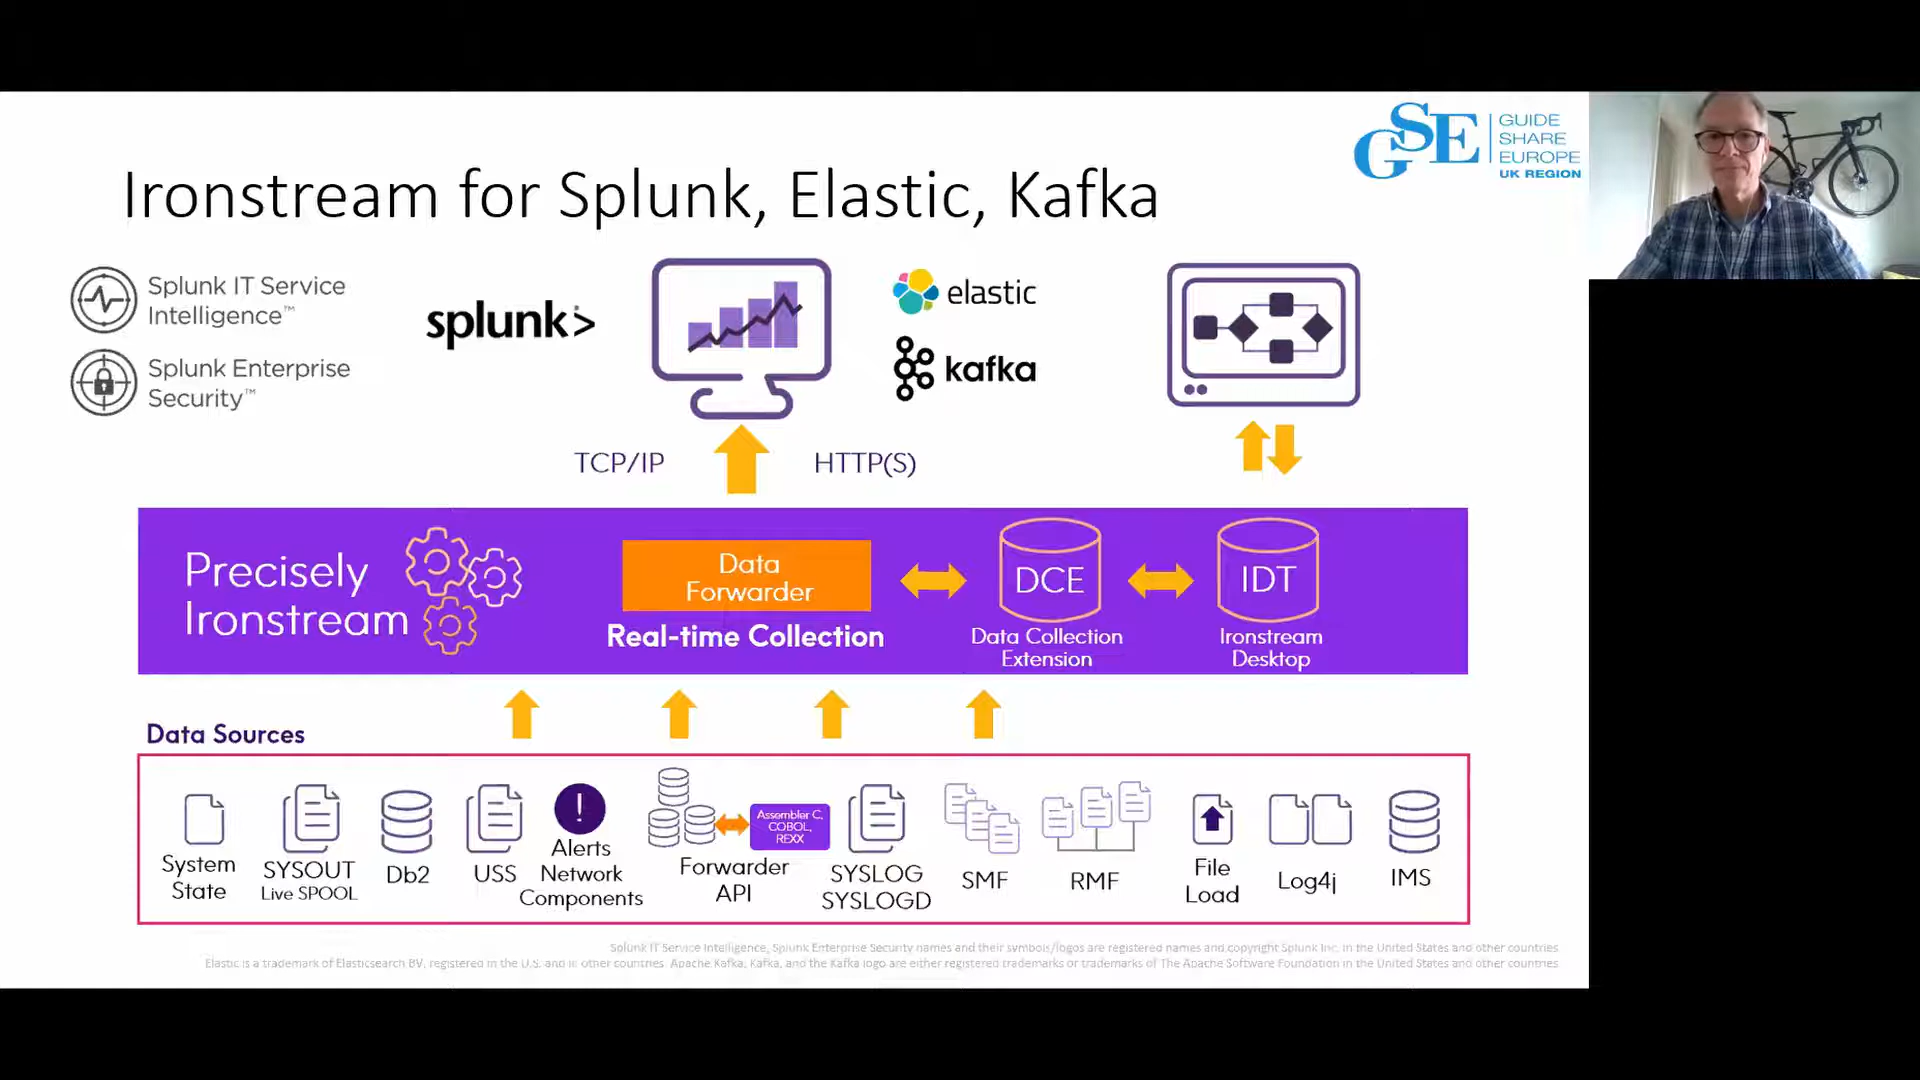 GSE
GUIDE
SHARE
EUROPE
UK REGION
Ironstream for Splunk, Elastic, Kafka
Splunk IT Service
Intelligence™
Splunk Enterprise
Security™
splunk>
elastic
kafka
TCP/IP
HTTP(S)
Precisely
Ironstream
Data
Forwarder
Real-time Collection
DCE
Data Collection
Extension
IDT
Ironstream
Desktop
Data Sources
System
State
SYSOUT
Live SPOOL
Db2
USS
!
Alerts
Network
Components
Assembler C,
COBOL,
REXX
Forwarder
API
SYSLOG
SYSLOGD
SMF
RMF
File
Load
Log4j
IMS
Splunk IT Service Intelligence, Splunk Enterprise Security names and their symbols/logos are registered names and copyright Splunk Inc. in the United States and other countries
Elastic is a trademark of Elasticsearch BV, registered in the U.S. and in other countries. Apache Kafka, Kafka, and the Kafka logo are either registered trademarks or trademarks of The Apache Software Foundation in the United States and other countries